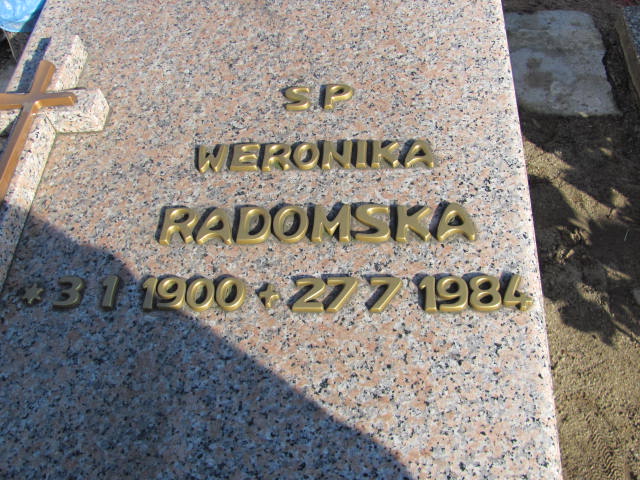 SP
WERONIKA
RADOMSKA
* 3 1 1900 + 27 7 1984